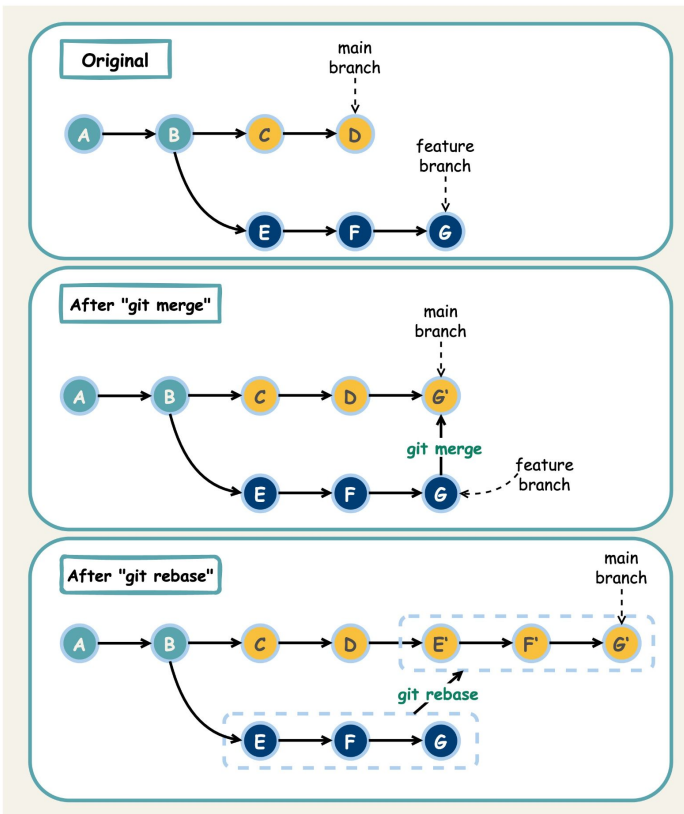 Original
main
branch
A
B
C
D
feature
branch
E
F
G
After "git merge"
main
branch
A
B
C
D
G'
git merge
feature
branch
E
F
G
After "git rebase"
main
branch
A
B
C
D
E'
F'
G'
git rebase
E
F
G